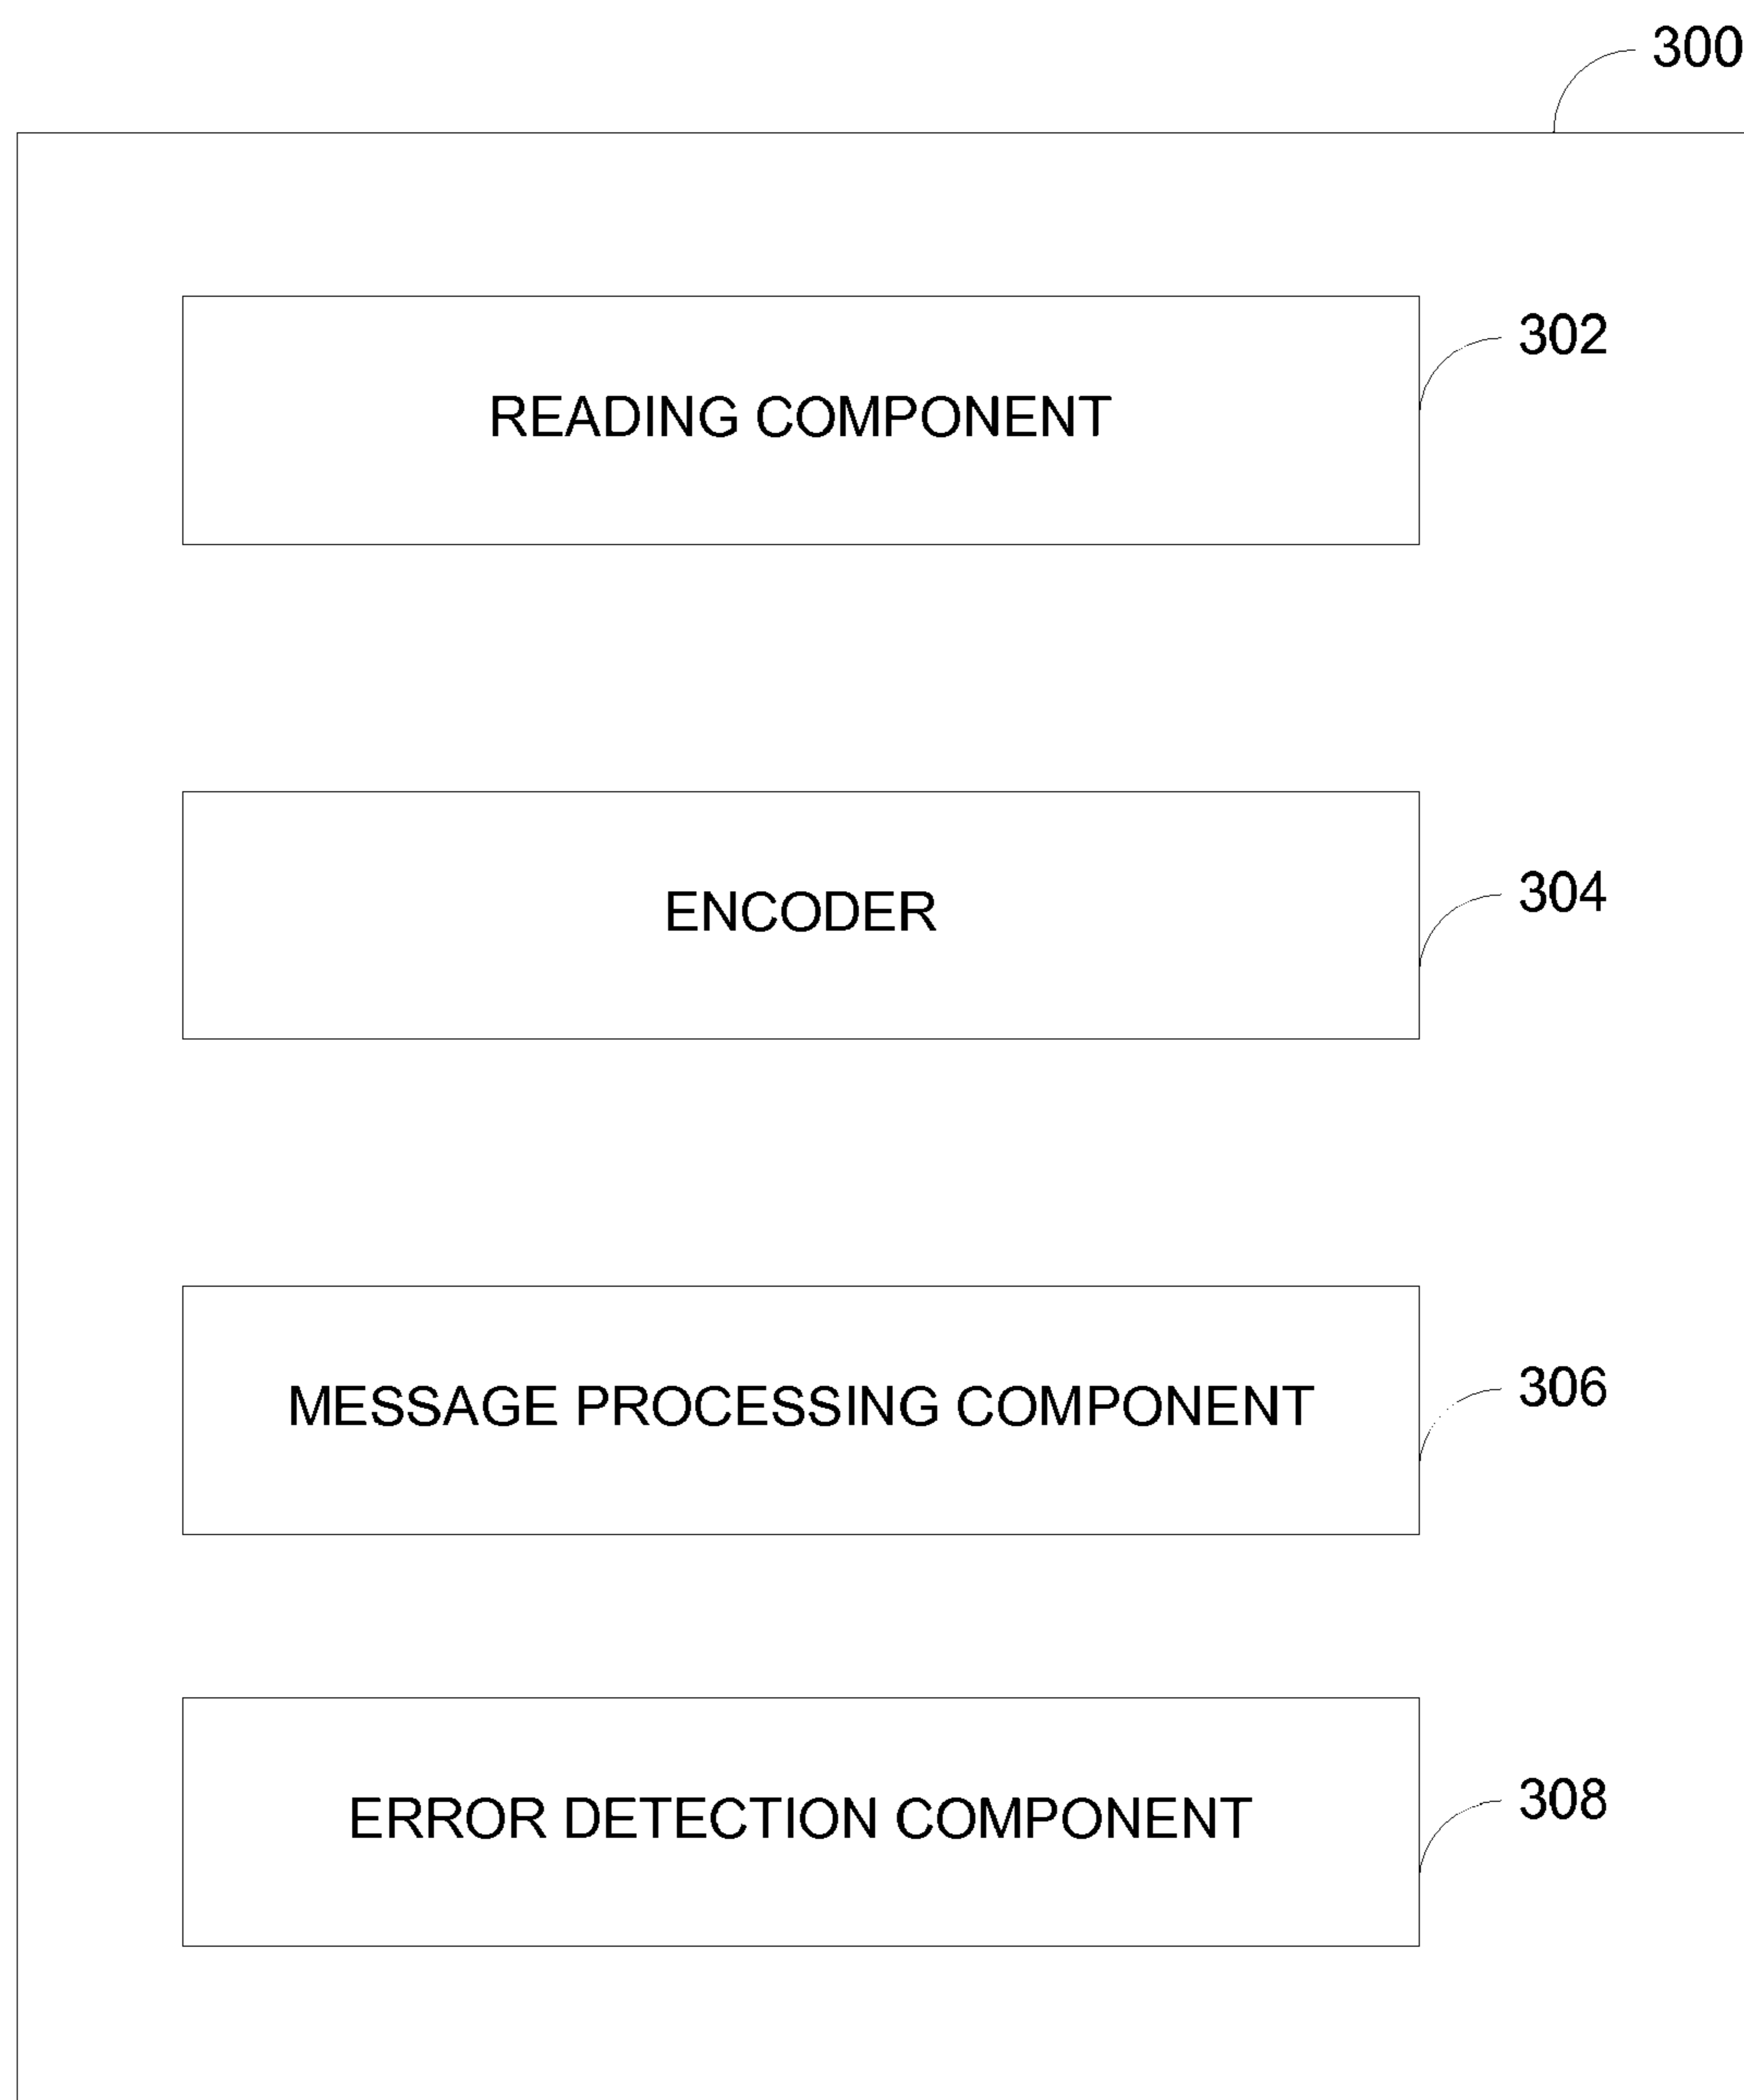 300
READING COMPONENT
302
ENCODER
304
MESSAGE PROCESSING COMPONENT
306
ERROR DETECTION COMPONENT
308